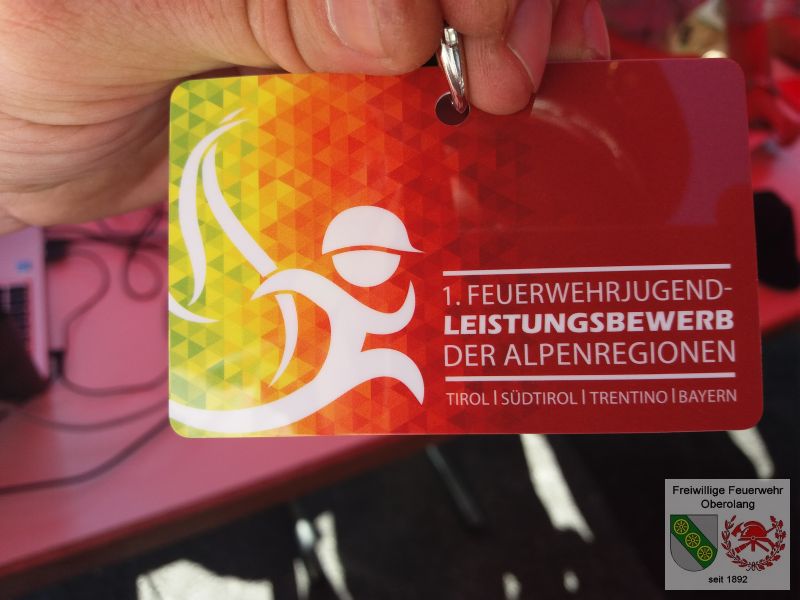 1. FEUERWEHRJUGEND-
LEISTUNGSBEWERB
DER ALPENREGIONEN
TIROL | SÜDTIROL | TRENTINO | BAYERN
Freiwillige Feuerwehr
Oberolang
seit 1892